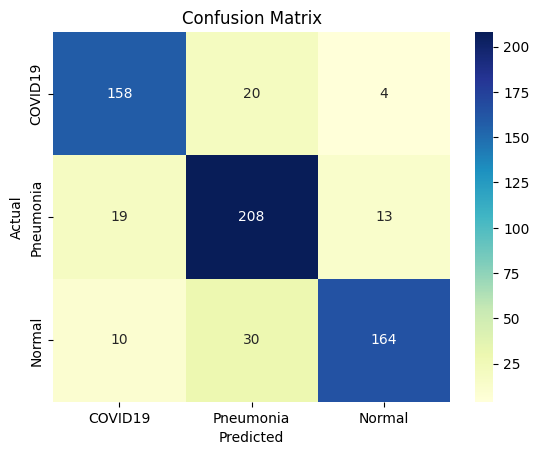 Confusion Matrix
COVID19 158 20 4
Pneumonia 19 208 13
Normal 10 30 164
Actual
COVID19 Pneumonia Normal
Predicted
200
175
150
125
100
75
50
25